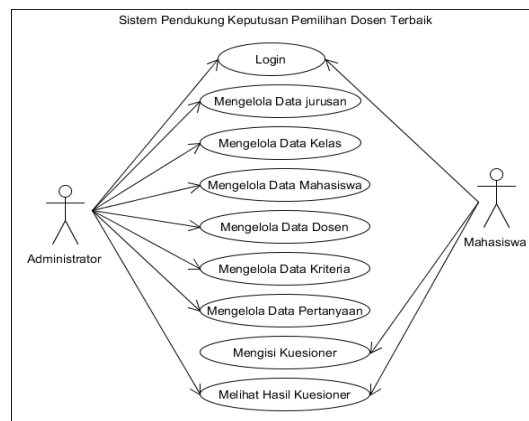 Sistem Pendukung Keputusan Pemilihan Dosen Terbaik
Login
Mengelola Data jurusan
Mengelola Data Kelas
Mengelola Data Mahasiswa
Mengelola Data Dosen
Mengelola Data Kriteria
Mengelola Data Pertanyaan
Mengisi Kuesioner
Melihat Hasil Kuesioner
Administrator
Mahasiswa